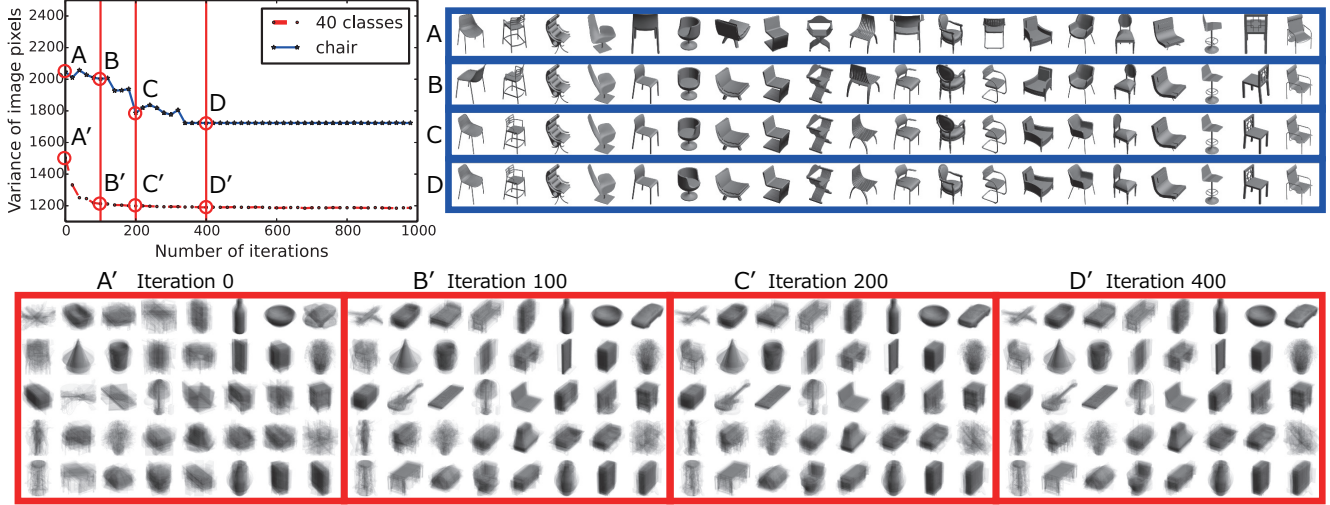 2400
2200
2000
1800
1600
1400
1200
Variance of image pixels
0
200
400
600
800
1000
Number of iterations
40 classes
chair
A
B
C
D
A′
B′
C′
D′
A
B
C
D
A′ Iteration 0
B′ Iteration 100
C′ Iteration 200
D′ Iteration 400